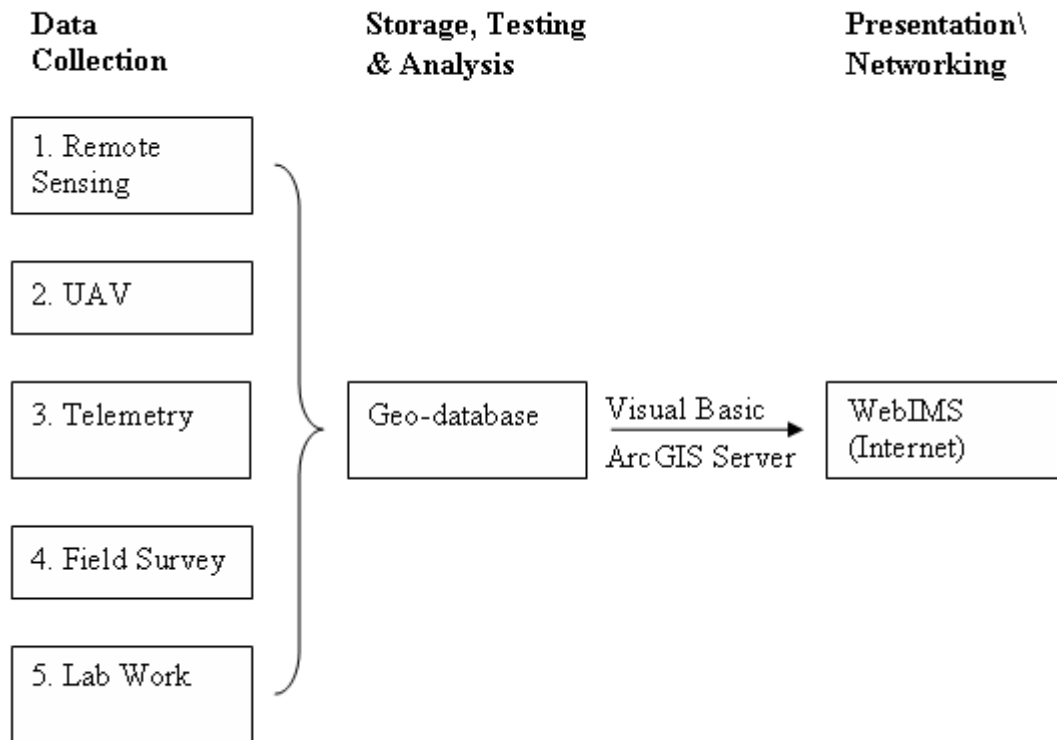 Data
Collection
Storage, Testing
& Analysis
Presentation\
Networking
1. Remote
Sensing
2. UAV
3. Telemetry
4. Field Survey
5. Lab Work
Geo-database
Visual Basic
ArcGIS Server
WebIMS
(Internet)